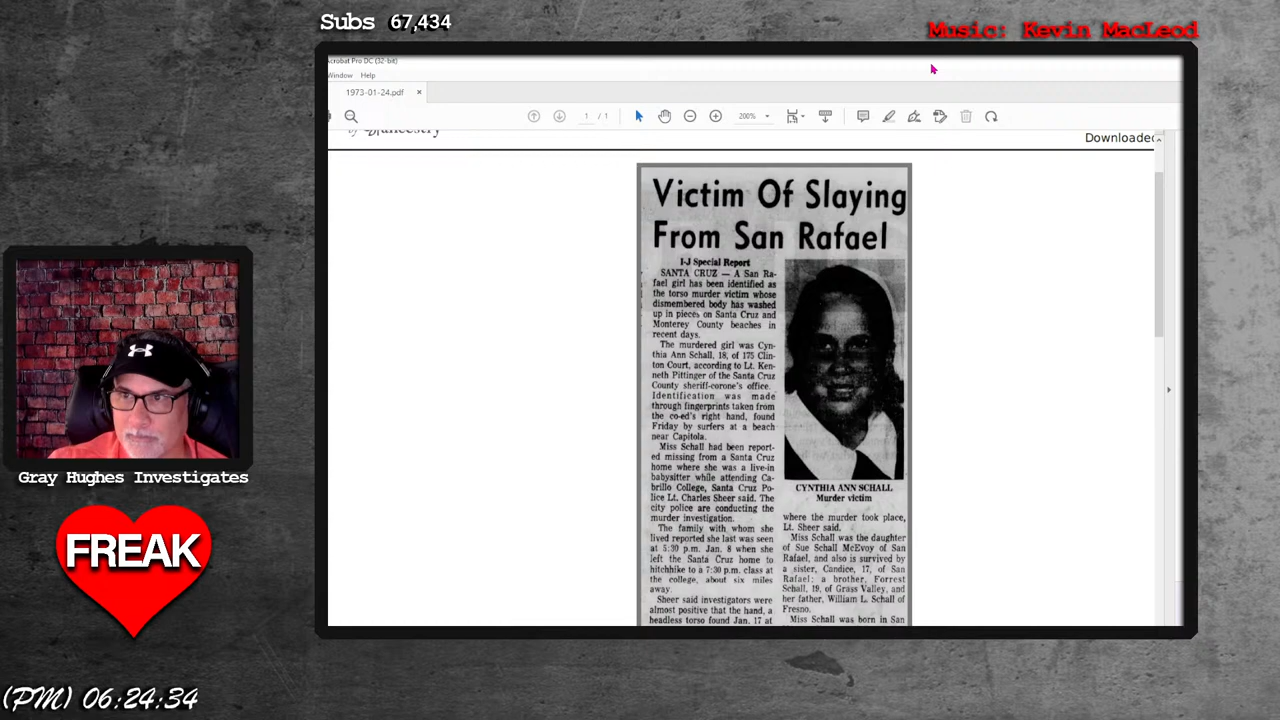 Subs 67,434
Music: Kevin MacLeod
Acrobat Pro DC (32-bit)
Window Help
1973-01-24.pdf ×
1 / 1
200%
Downloaded
Victim Of Slaying
From San Rafael
I-J Special Report
SANTA CRUZ — A San Ra-
fael girl has been identified as
the torso murder victim whose
dismembered body has washed
up in pieces on Santa Cruz and
Monterey County beaches in
recent days.
The murdered girl was Cyn-
thia Ann Schall, 18, of 175 Clin-
ton Court, according to Lt. Ken-
neth Pittinger of the Santa Cruz
County sheriff-corone's office.
Identification was made
through fingerprints taken from
the co-ed's right hand, found
Friday by surfers at a beach
near Capitola.
Miss Schall had been report-
ed missing from a Santa Cruz
home where she was a live-in
babysitter while attending Ca-
brillo College, Santa Cruz Po-
lice Lt. Charles Sheer said. The
city police are conducting the
murder investigation.
The family with whom she
lived reported she last was seen
at 5:30 p.m. Jan. 8 when she
left the Santa Cruz home to
hitchhike to a 7:30 p.m. class at
the college, about six miles
away.
Sheer said investigators were
almost positive that the hand, a
headless torso found Jan. 17 at
CYNTHIA ANN SCHALL
Murder victim
where the murder took place,
Lt. Sheer said.
Miss Schall was the daughter
of Sue Schall McEvoy of San
Rafael, and also is survived by
a sister, Candice, 17, of San
Rafael; a brother, Forrest
Schall, 19, of Grass Valley, and
her father, William L. Schall of
Fresno.
Miss Schall was born in San
Gray Hughes Investigates
FREAK
(PM) 06:24:34